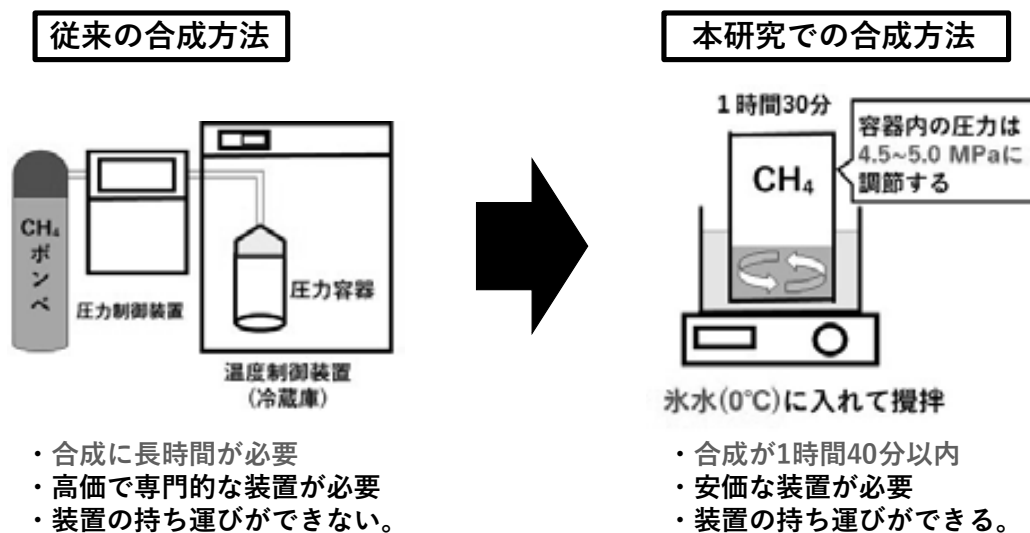 従来の合成方法
CH₄
ボンベ
圧力制御装置
圧力容器
温度制御装置
(冷蔵庫)
・合成に長時間が必要
・高価で専門的な装置が必要
・装置の持ち運びができない。
本研究での合成方法
1時間30分
容器内の圧力は
4.5~5.0 MPaに
調節する
CH₄
氷水(0℃)に入れて攪拌
・合成が1時間40分以内
・安価な装置が必要
・装置の持ち運びができる。